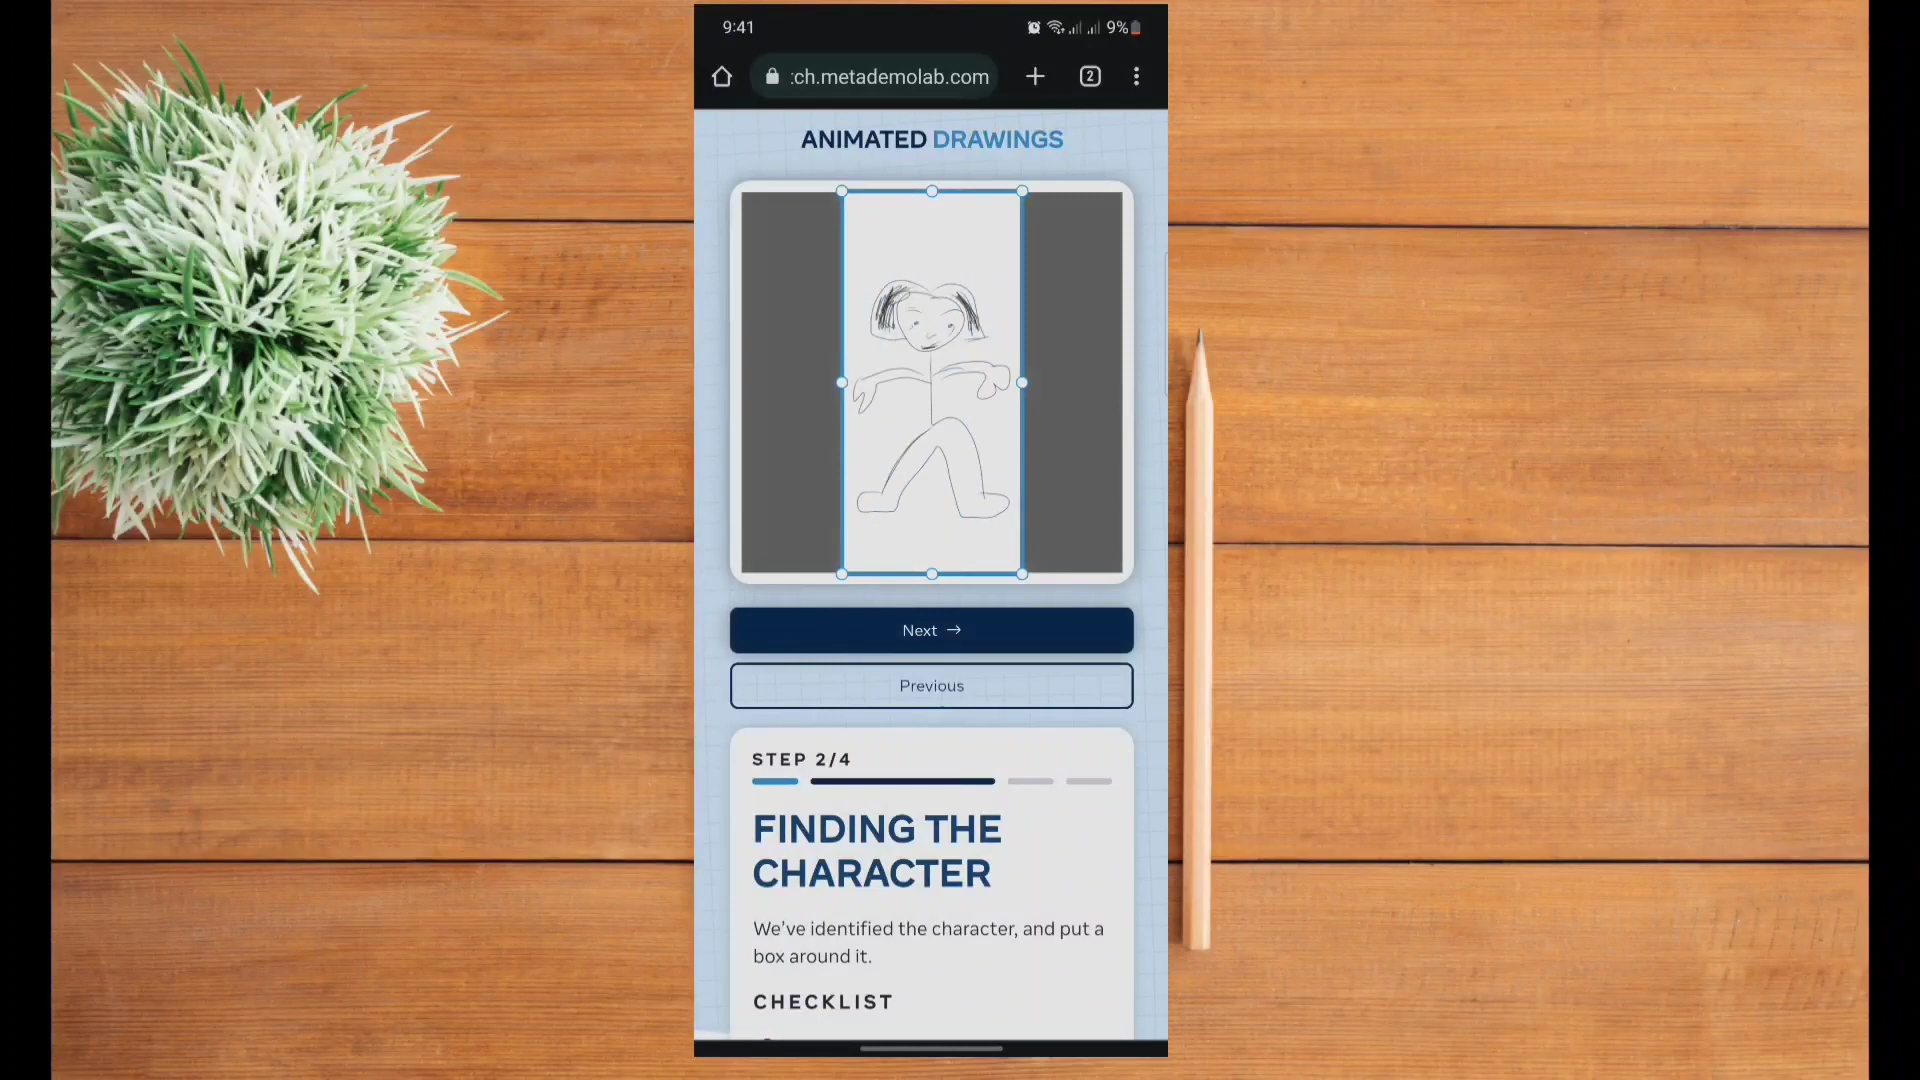 9:41
9%
:ch.metademolab.com
2
ANIMATED DRAWINGS
Next →
Previous
STEP 2/4
FINDING THE
CHARACTER
We've identified the character, and put a
box around it.
CHECKLIST